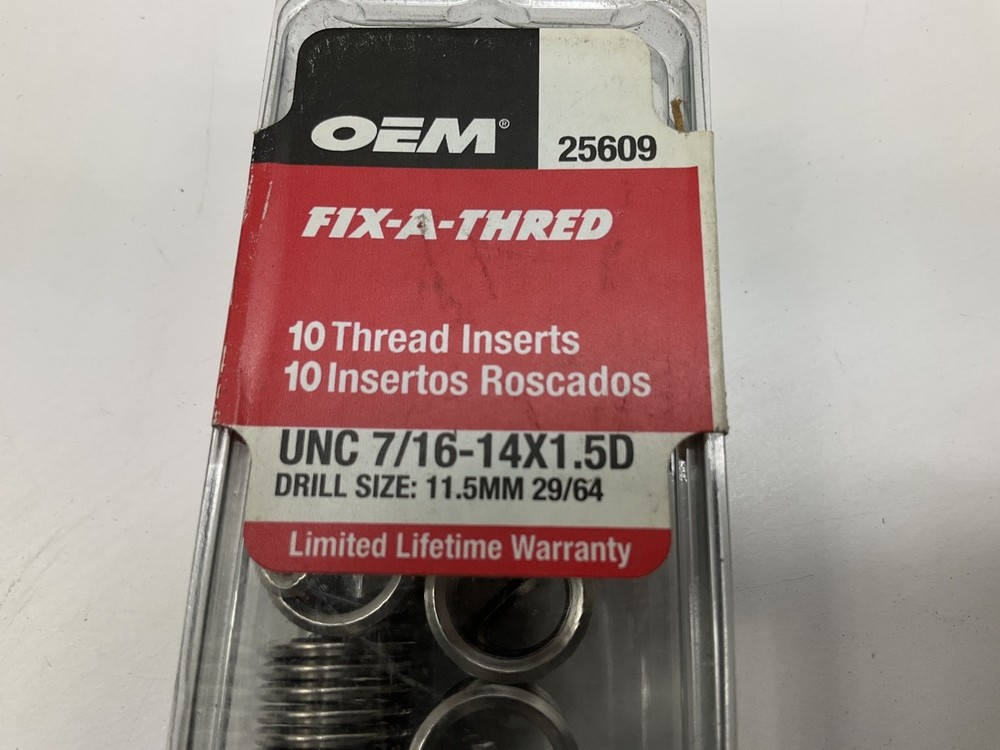 OEM®
25609
FIX-A-THRED
10 Thread Inserts
10 Insertos Roscados
UNC 7/16-14X1.5D
DRILL SIZE: 11.5MM 29/64
Limited Lifetime Warranty